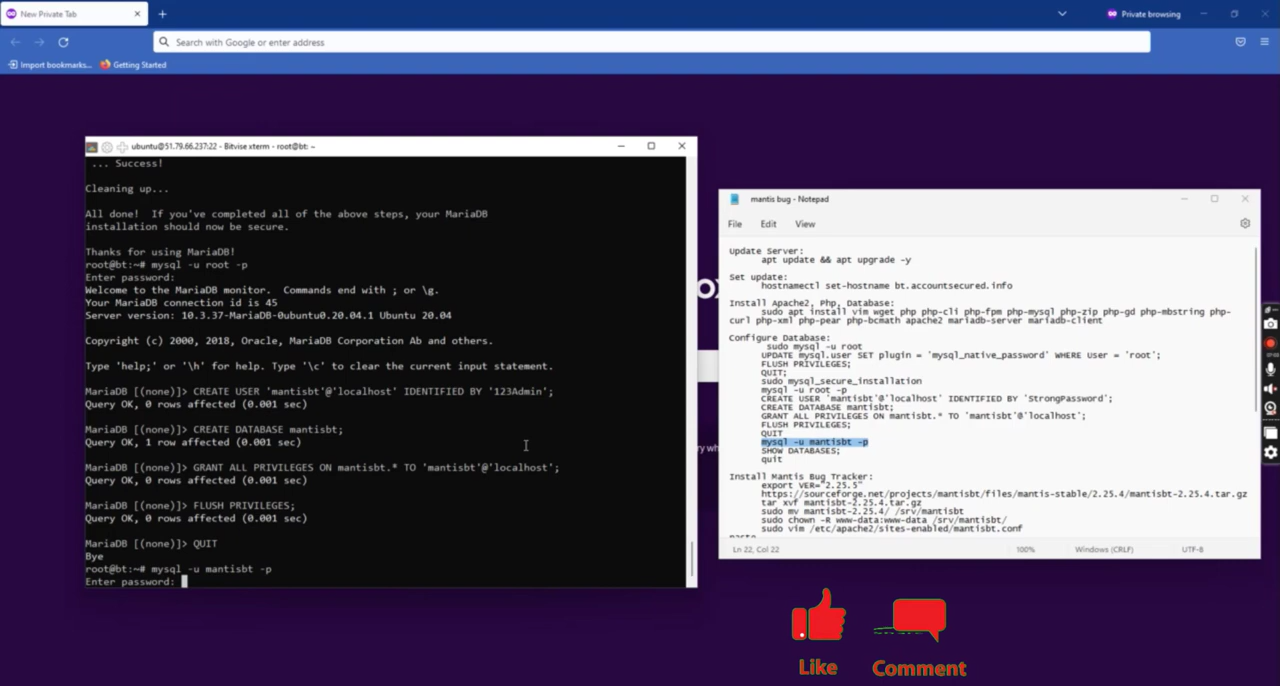 New Private Tab
Private browsing
Search with Google or enter address
Import bookmarks...
Getting Started
ubuntu@51.79.66.237:22 - Bitvise xterm - root@bt: ~
... Success!
Cleaning up...
All done!  If you've completed all of the above steps, your MariaDB
installation should now be secure.
Thanks for using MariaDB!
root@bt:~# mysql -u root -p
Enter password:
Welcome to the MariaDB monitor.  Commands end with ; or \g.
Your MariaDB connection id is 45
Server version: 10.3.37-MariaDB-0ubuntu0.20.04.1 Ubuntu 20.04
Copyright (c) 2000, 2018, Oracle, MariaDB Corporation Ab and others.
Type 'help;' or '\h' for help. Type '\c' to clear the current input statement.
MariaDB [(none)]> CREATE USER 'mantisbt'@'localhost' IDENTIFIED BY '123Admin';
Query OK, 0 rows affected (0.001 sec)
MariaDB [(none)]> CREATE DATABASE mantisbt;
Query OK, 1 row affected (0.001 sec)
MariaDB [(none)]> GRANT ALL PRIVILEGES ON mantisbt.* TO 'mantisbt'@'localhost';
Query OK, 0 rows affected (0.001 sec)
MariaDB [(none)]> FLUSH PRIVILEGES;
Query OK, 0 rows affected (0.001 sec)
MariaDB [(none)]> QUIT
Bye
root@bt:~# mysql -u mantisbt -p
Enter password:
mantis bug - Notepad
File Edit View
Update Server:
apt update && apt upgrade -y
Set update:
hostnamectl set-hostname bt.accountsecured.info
Install Apache2, Php, Database:
sudo apt install vim wget php php-cli php-fpm php-mysql php-zip php-gd php-mbstring php-
curl php-xml php-pear php-bcmath apache2 mariadb-server mariadb-client
Configure Database:
sudo mysql -u root
UPDATE mysql.user SET plugin = 'mysql_native_password' WHERE User = 'root';
FLUSH PRIVILEGES;
QUIT;
sudo mysql_secure_installation
mysql -u root -p
CREATE USER 'mantisbt'@'localhost' IDENTIFIED BY 'StrongPassword';
CREATE DATABASE mantisbt;
GRANT ALL PRIVILEGES ON mantisbt.* TO 'mantisbt'@'localhost';
FLUSH PRIVILEGES;
QUIT
mysql -u mantisbt -p
SHOW DATABASES;
quit
Install Mantis Bug Tracker:
export VER="2.25.5"
https://sourceforge.net/projects/mantisbt/files/mantis-stable/2.25.4/mantisbt-2.25.4.tar.gz
tar xvf mantisbt-2.25.4.tar.gz
sudo mv mantisbt-2.25.4/ /srv/mantisbt
sudo chown -R www-data:www-data /srv/mantisbt/
sudo vim /etc/apache2/sites-enabled/mantisbt.conf
Ln 22, Col 22
100%
Windows (CRLF)
UTF-8
Like
Comment